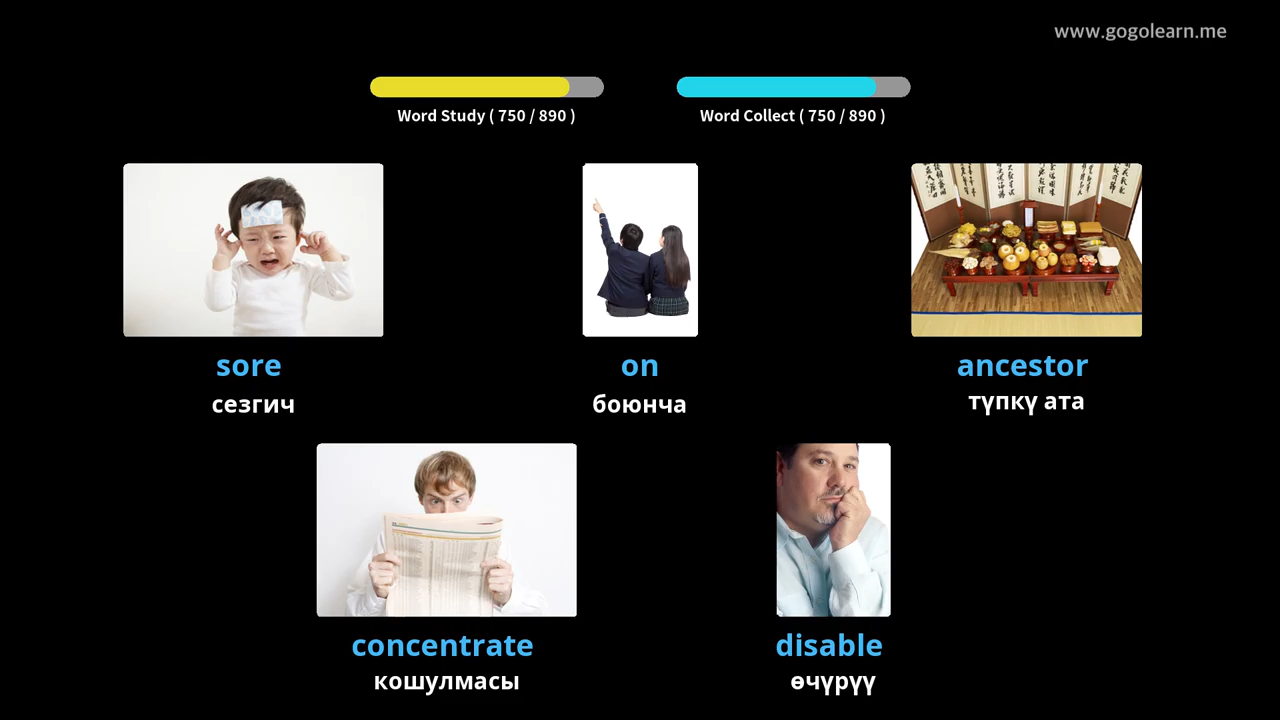 www.gogolearn.me
Word Study ( 750 / 890 )
Word Collect ( 750 / 890 )
sore
on
ancestor
сезгич
боюнча
түпкү ата
concentrate
disable
кошулмасы
өчүрүү